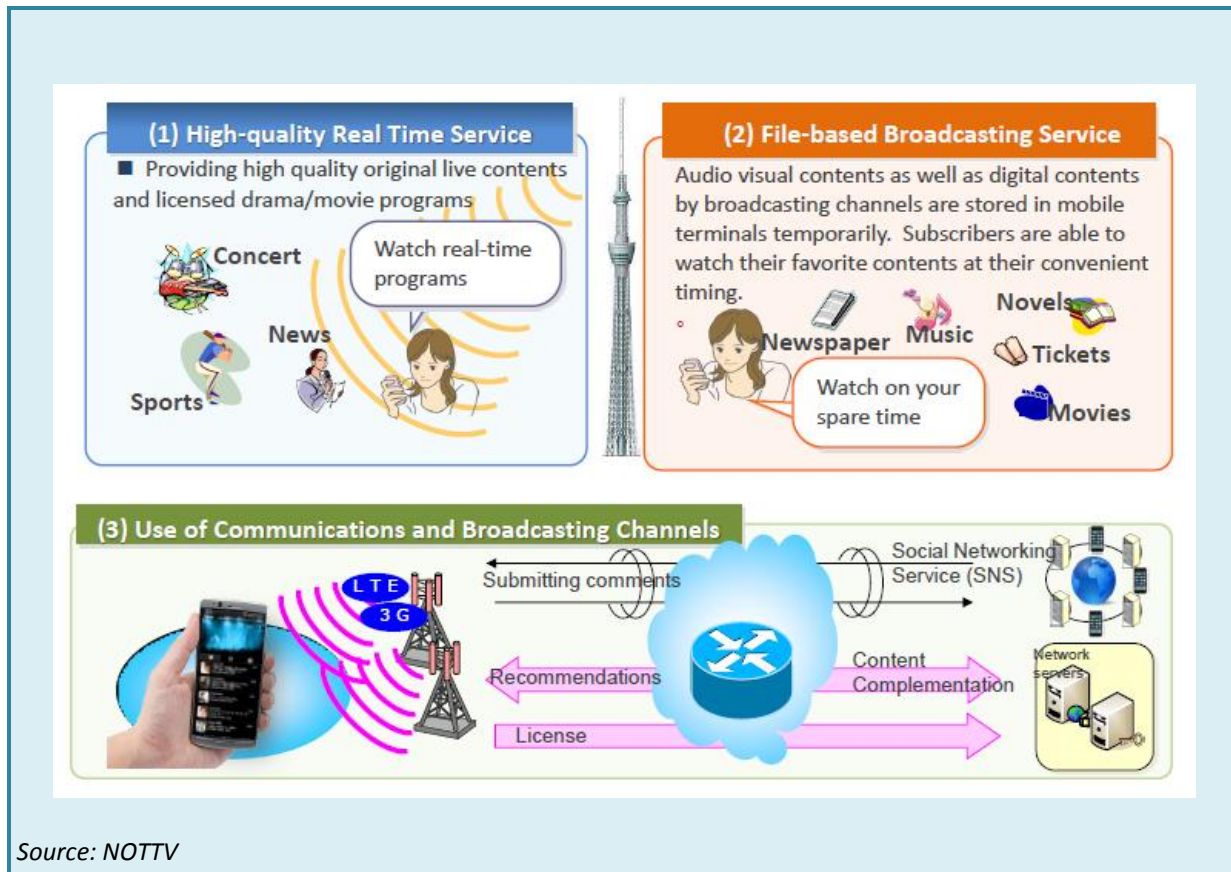 (1) High-quality Real Time Service
■ Providing high quality original live contents
and licensed drama/movie programs
Concert
Watch real-time
programs
News
Sports
(2) File-based Broadcasting Service
Audio visual contents as well as digital contents
by broadcasting channels are stored in mobile
terminals temporarily. Subscribers are able to
watch their favorite contents at their convenient
timing.
Newspaper
Music
Novels
Tickets
Movies
Watch on your
spare time
(3) Use of Communications and Broadcasting Channels
LTE
3G
Submitting comments
Social Networking
Service (SNS)
Recommendations
Content
Complementation
Network
servers
License
Source: NOTTV